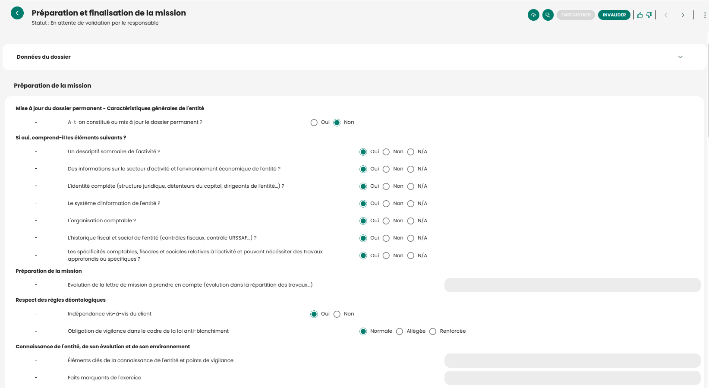 Préparation et finalisation de la mission
Statut : En attente de validation par le responsable
INVALIDER
Données du dossier
Préparation de la mission
Mise à jour du dossier permanent - Caractéristiques générales de l'entité
- A-t-on constitué ou mis à jour le dossier permanent ? Oui Non
Si oui, comprend-il les éléments suivants ?
- Un descriptif sommaire de l'activité ? Oui Non N/A
- Des informations sur le secteur d'activité et l'environnement économique de l'entité ? Oui Non N/A
- L'identité complète (structure juridique, détenteurs du capital, dirigeants de l'entité...) ? Oui Non N/A
- Le système d'information de l'entité ? Oui Non N/A
- L'organisation comptable ? Oui Non N/A
- L'historique fiscal et social de l'entité (contrôles fiscaux, contrôle URSSAF...) ? Oui Non N/A
- Les spécificités comptables, fiscales et sociales relatives à l'activité et pouvant nécessiter des travaux
approfondis ou spécifiques ? Oui Non N/A
Préparation de la mission
- Evolution de la lettre de mission à prendre en compte (évolution dans la répartition des travaux...)
Respect des règles déontologiques
- Indépendance vis-à-vis du client Oui Non
- Obligation de vigilance dans le cadre de la loi anti-blanchiment Normale Allégée Renforcée
Connaissance de l'entité, de son évolution et de son environnement
- Éléments clés de la connaissance de l'entité et points de vigilance
- Faits marquants de l'exercice